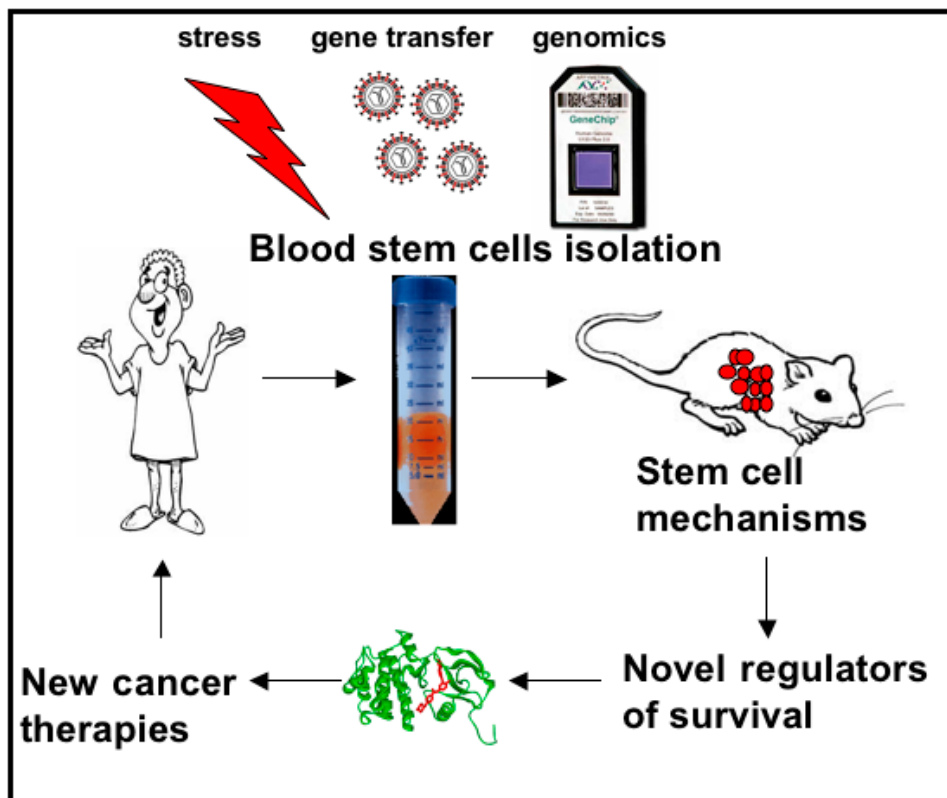 stress gene transfer genomics
GeneChip®
Blood stem cells isolation
Stem cell
mechanisms
Novel regulators
of survival
New cancer
therapies